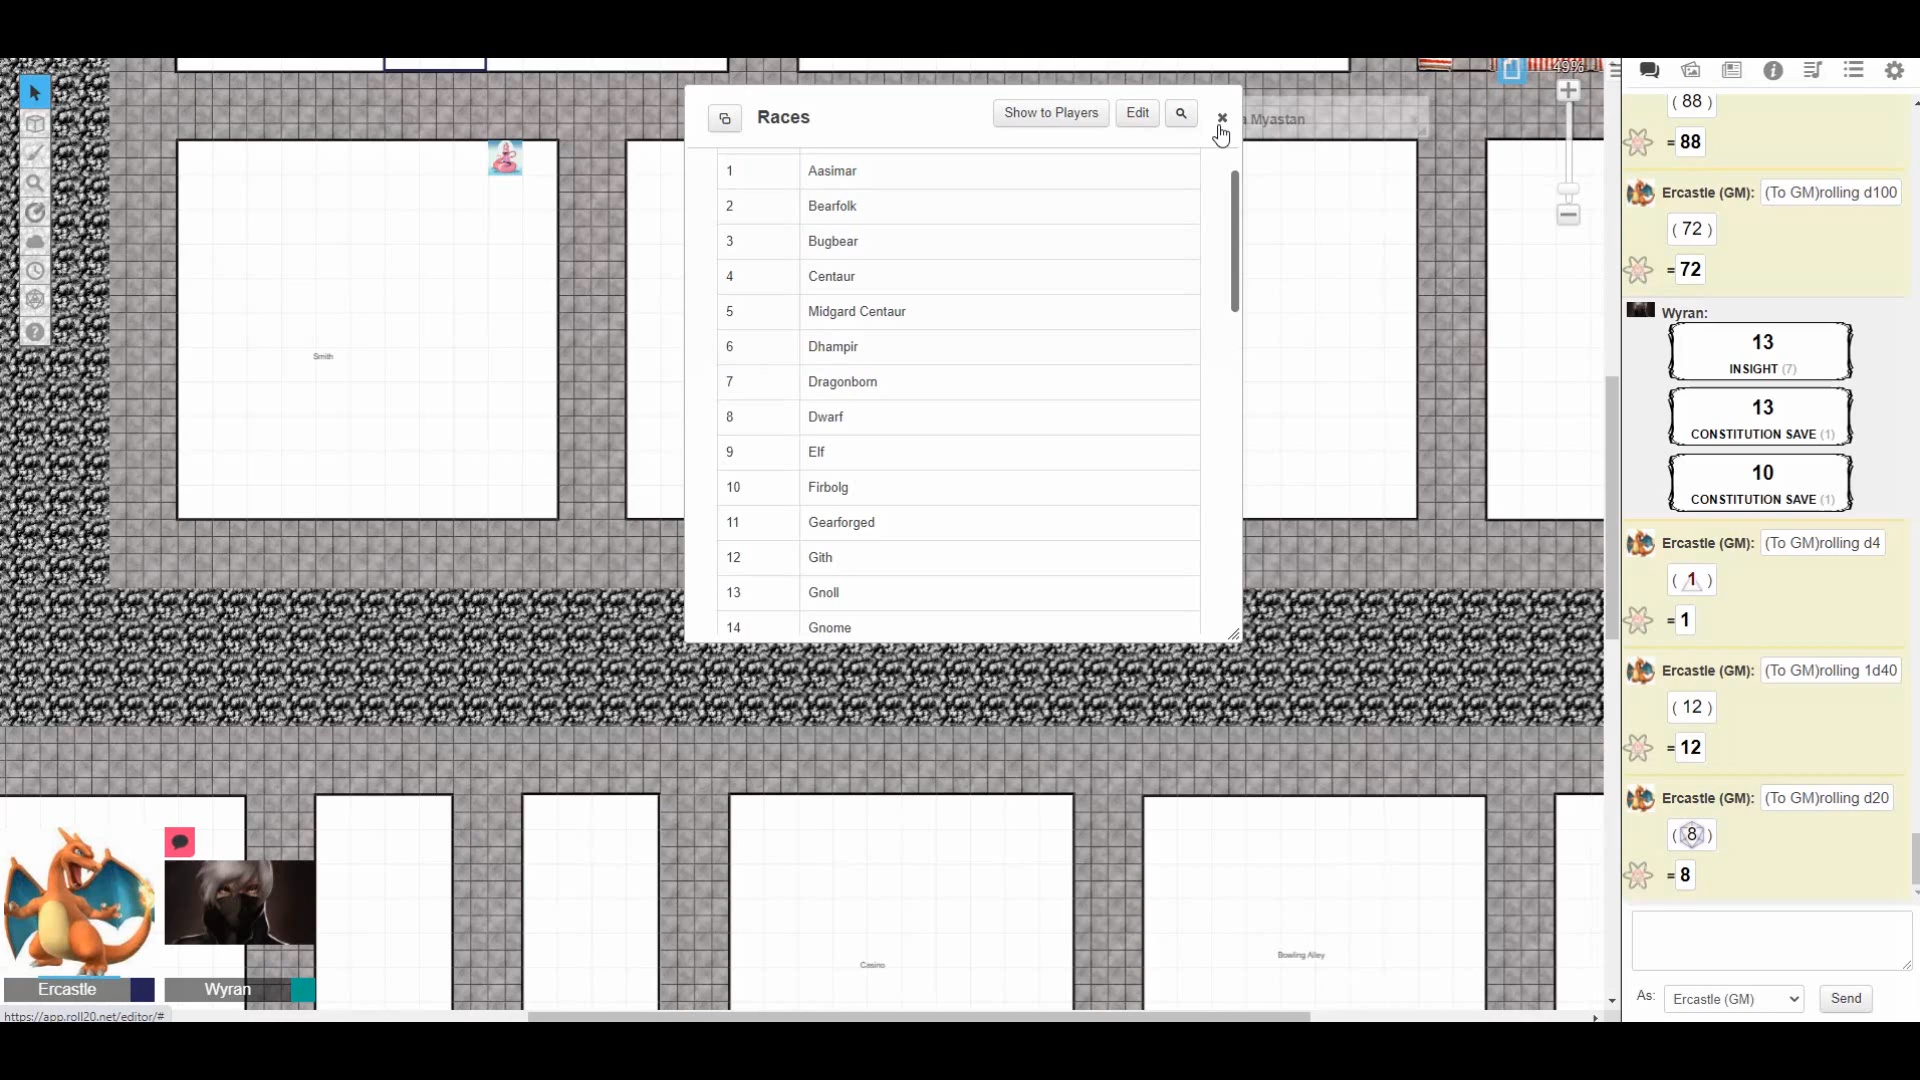 49%
Races
Show to Players
Edit
Myastan
1 Aasimar
2 Bearfolk
3 Bugbear
4 Centaur
5 Midgard Centaur
6 Dhampir
7 Dragonborn
8 Dwarf
9 Elf
10 Firbolg
11 Gearforged
12 Gith
13 Gnoll
14 Gnome
Smith
Casino
Bowling Alley
Ercastle
Wyran
https://app.roll20.net/editor/#
( 88 )
= 88
Ercastle (GM): (To GM)rolling d100
( 72 )
= 72
Wyran:
13
INSIGHT (7)
13
CONSTITUTION SAVE (1)
10
CONSTITUTION SAVE (1)
Ercastle (GM): (To GM)rolling d4
( 1 )
= 1
Ercastle (GM): (To GM)rolling 1d40
( 12 )
= 12
Ercastle (GM): (To GM)rolling d20
( 8 )
= 8
As: Ercastle (GM) Send